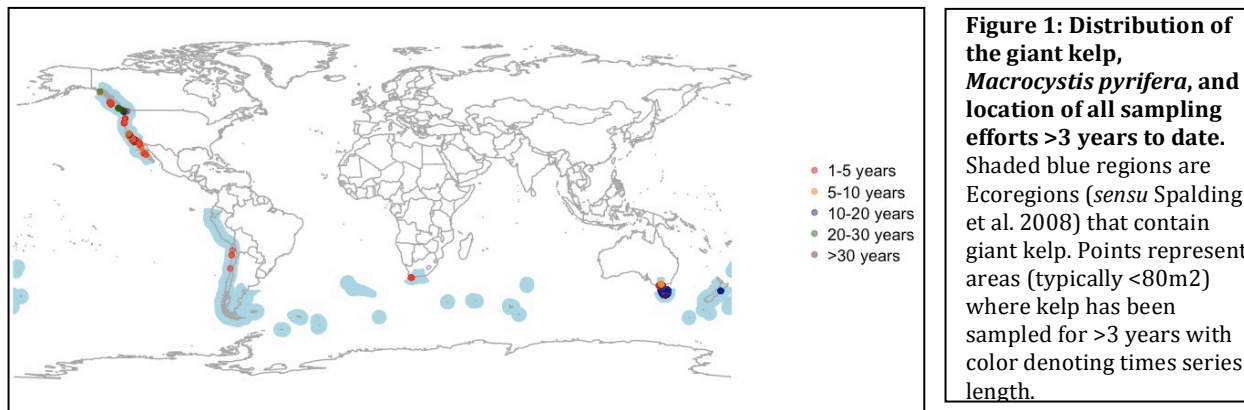 1-5 years
5-10 years
10-20 years
20-30 years
>30 years
Figure 1: Distribution of
the giant kelp,
Macrocystis pyrifera, and
location of all sampling
efforts >3 years to date.
Shaded blue regions are
Ecoregions (sensu Spalding
et al. 2008) that contain
giant kelp. Points represent
areas (typically <80m2)
where kelp has been
sampled for >3 years with
color denoting times series
length.